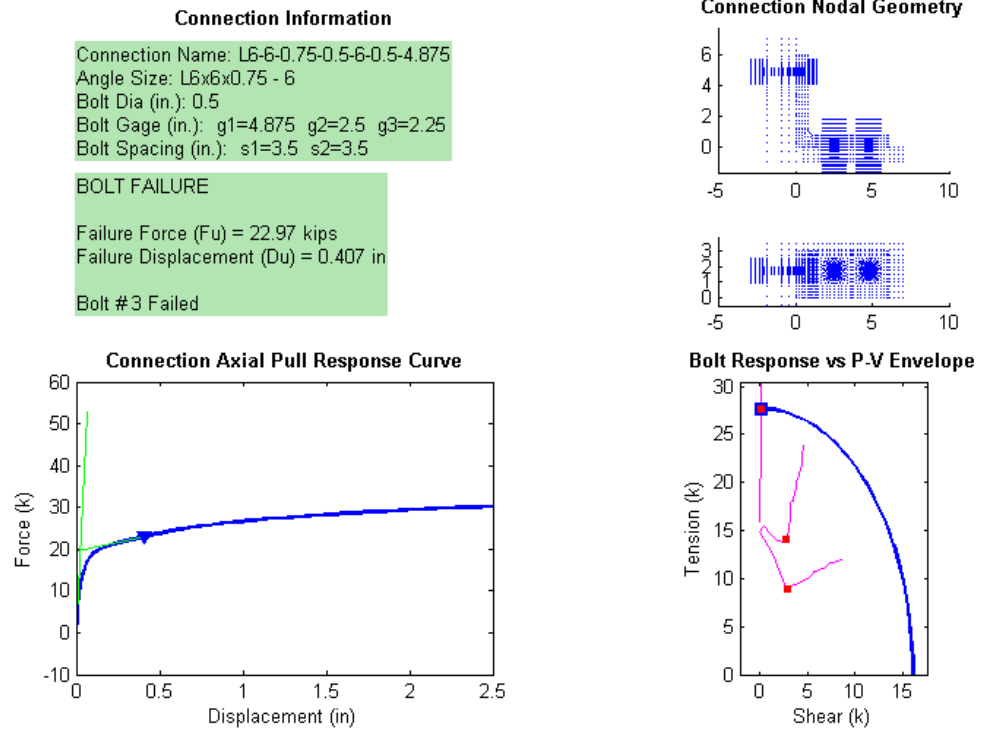 Connection Information
Connection Name: L6-6-0.75-0.5-6-0.5-4.875
Angle Size: L6x6x0.75 - 6
Bolt Dia (in.): 0.5
Bolt Gage (in.): g1=4.875 g2=2.5 g3=2.25
Bolt Spacing (in.): s1=3.5 s2=3.5
BOLT FAILURE
Failure Force (Fu) = 22.97 kips
Failure Displacement (Du) = 0.407 in
Bolt #3 Failed
Connection Nodal Geometry
6
4
2
0
-5 0 5 10
3
2
1
0
-5 0 5 10
Connection Axial Pull Response Curve
60
50
40
30
20
10
0
-10
0 0.5 1 1.5 2 2.5
Force (k)
Displacement (in)
Bolt Response vs P-V Envelope
30
25
20
15
10
5
0
0 5 10 15
Tension (k)
Shear (k)